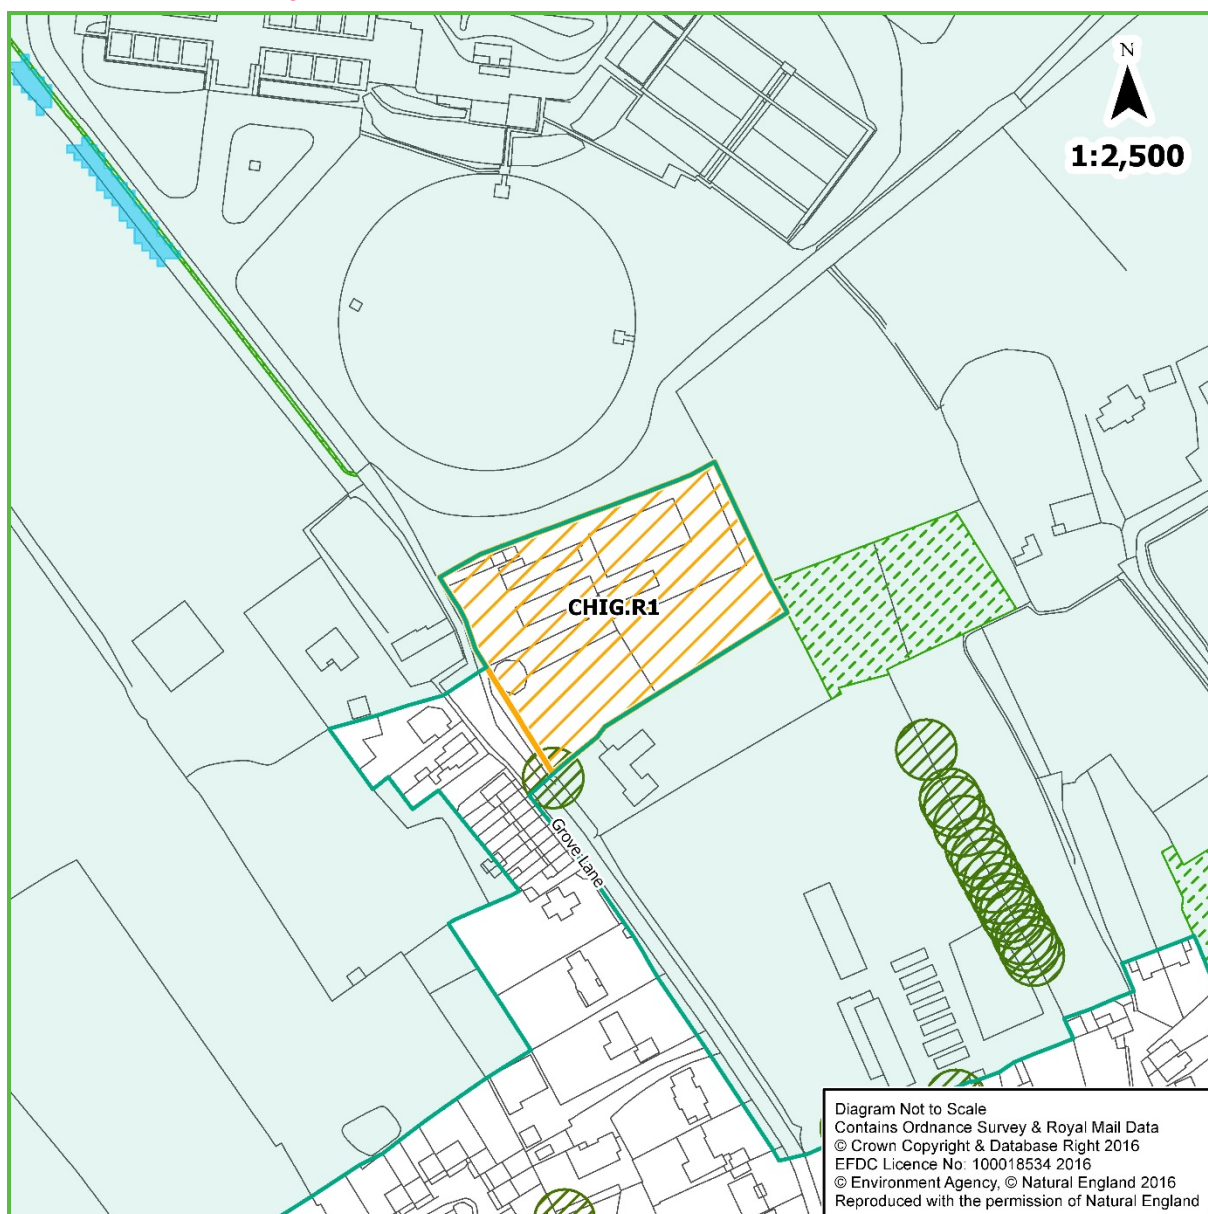 N
1:2,500
CHIG.R1
Grove Lane
Diagram Not to Scale
Contains Ordnance Survey & Royal Mail Data
© Crown Copyright & Database Right 2016
EFDC Licence No: 100018534 2016
© Environment Agency, © Natural England 2016
Reproduced with the permission of Natural England